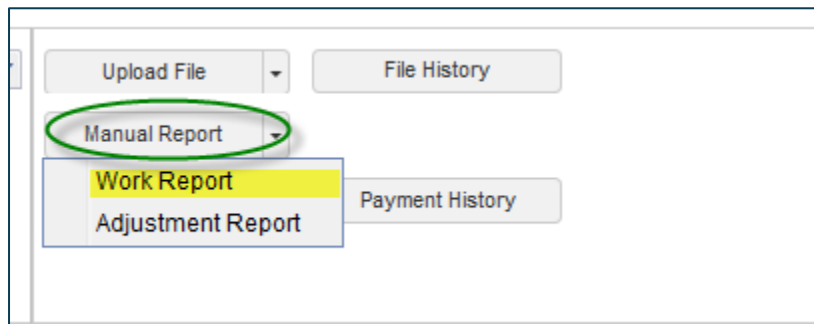 Upload File
File History
Manual Report
Work Report
Adjustment Report
Payment History